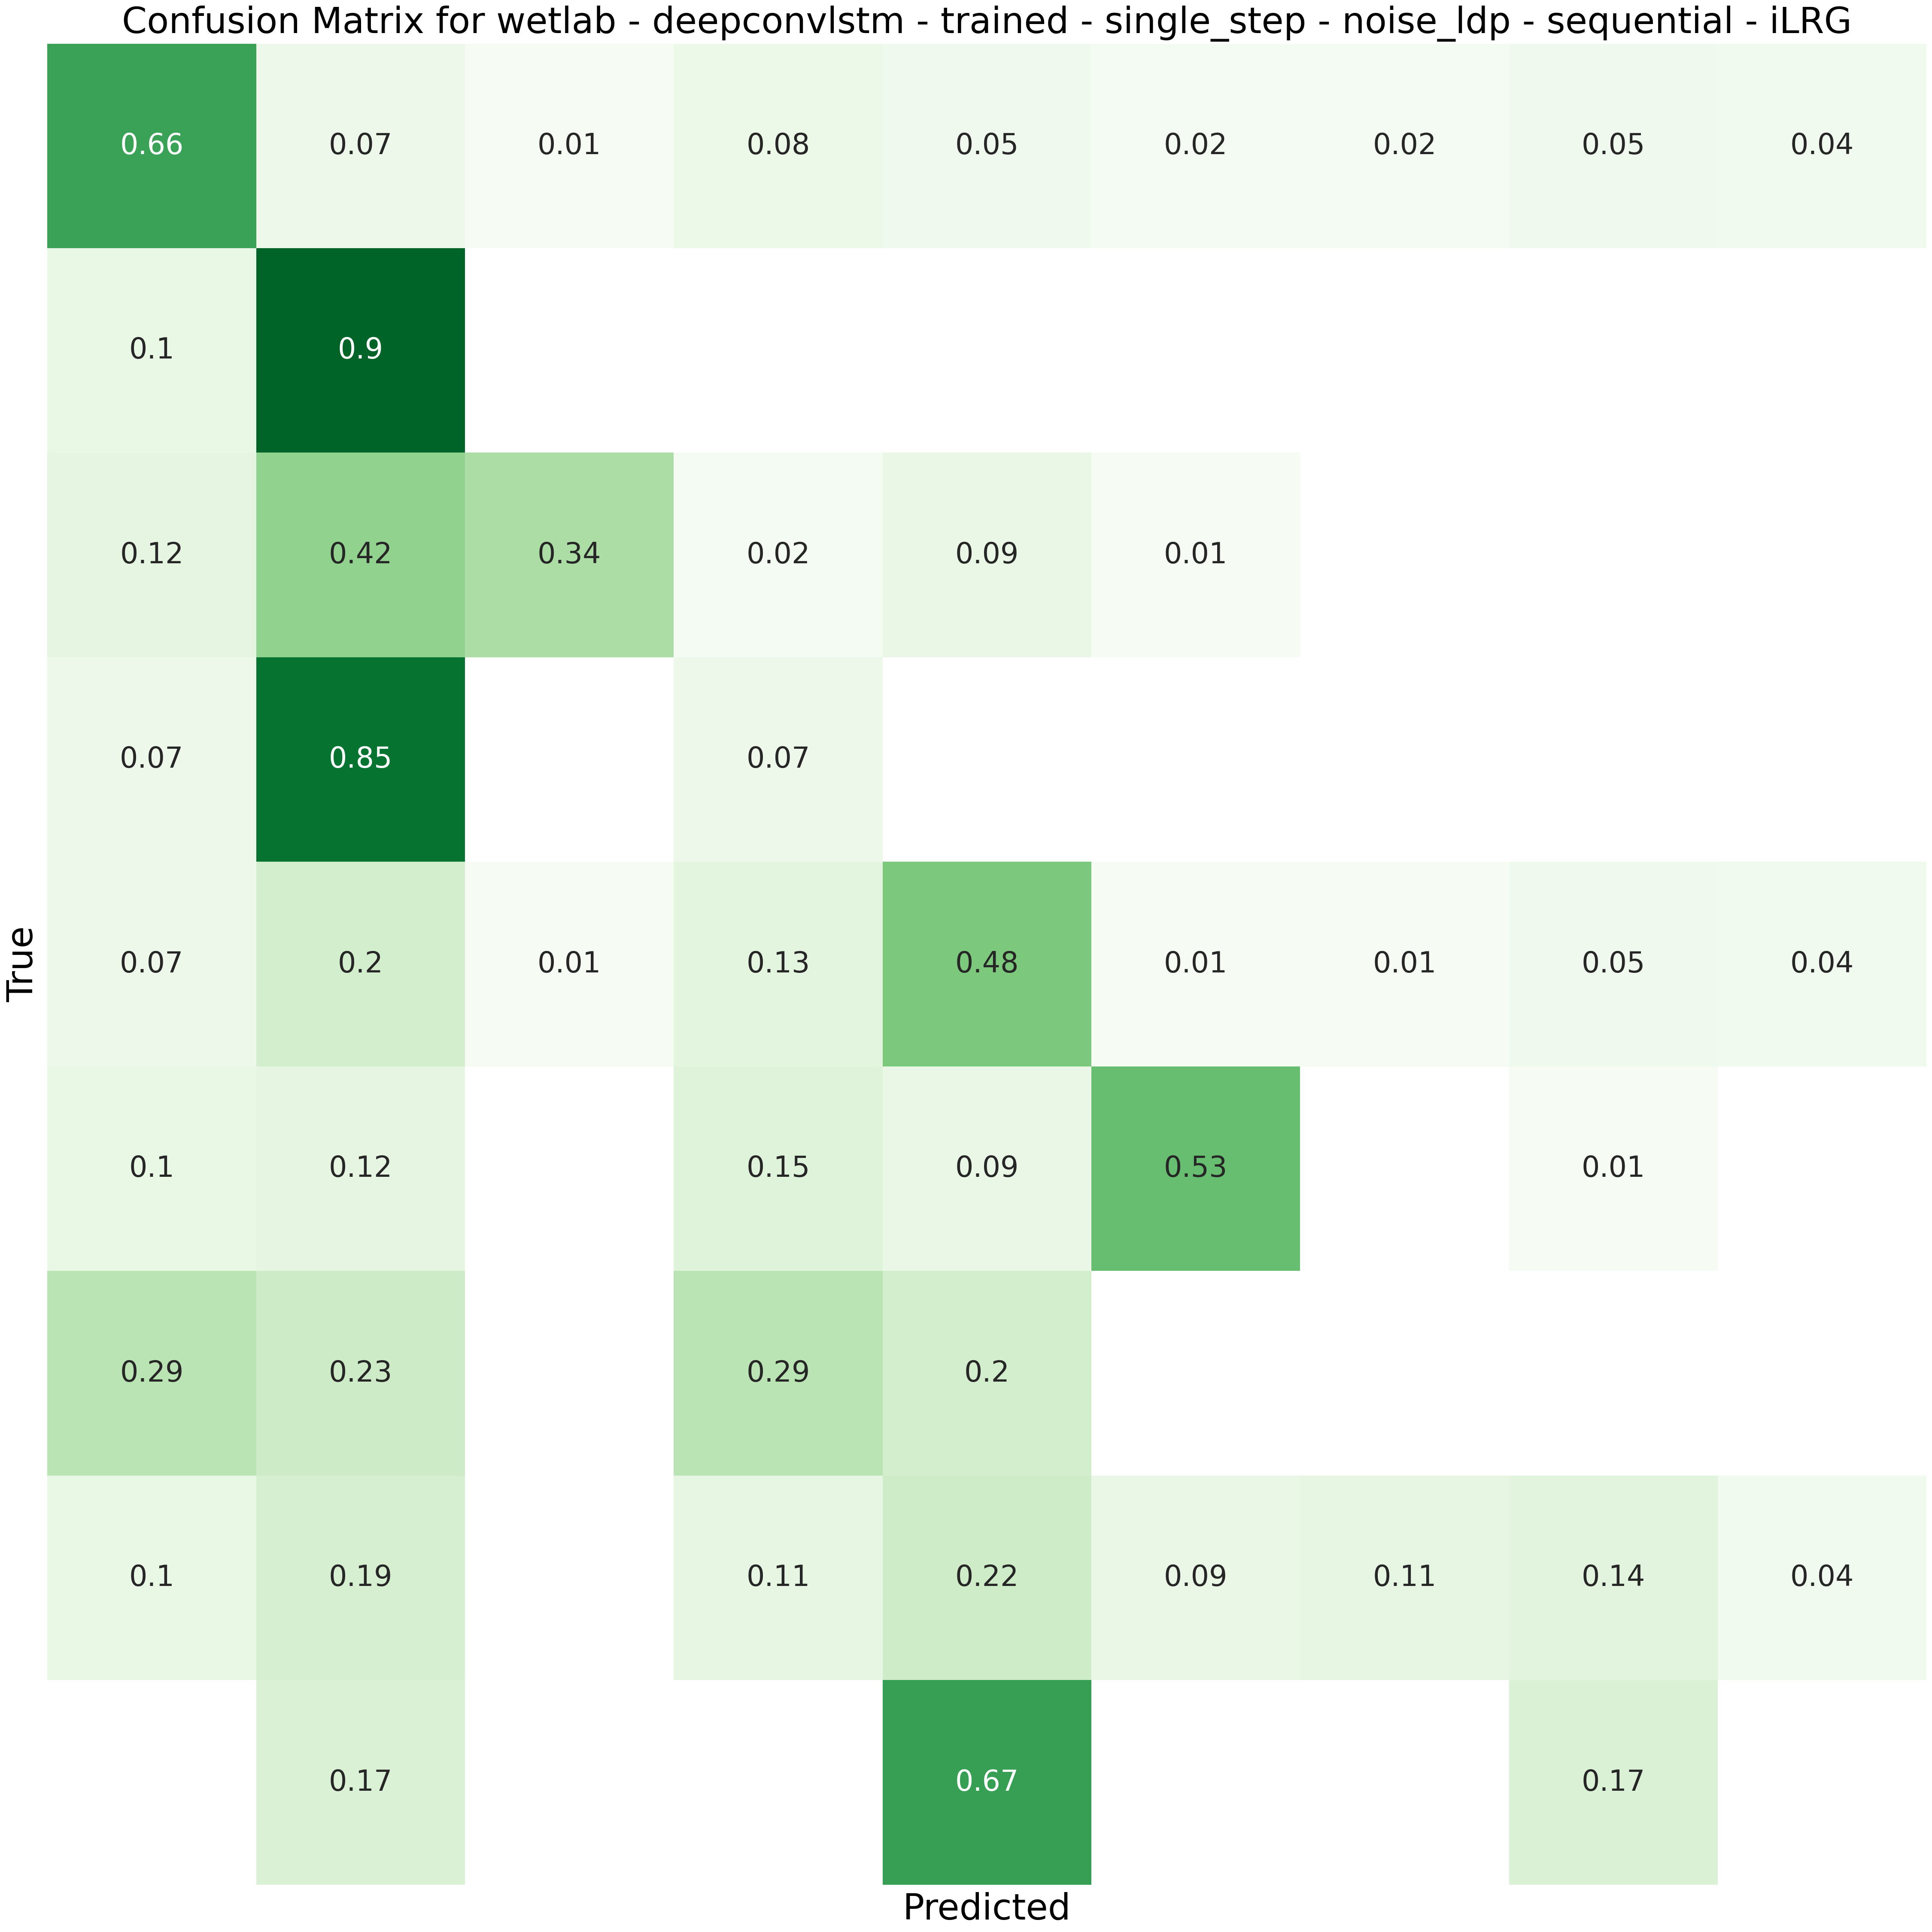 Confusion Matrix for wetlab - deepconvlstm - trained - single_step - noise_ldp - sequential - iLRG
0.66 0.07 0.01 0.08 0.05 0.02 0.02 0.05 0.04
0.1 0.9
0.12 0.42 0.34 0.02 0.09 0.01
0.07 0.85 0.07
True
0.07 0.2 0.01 0.13 0.48 0.01 0.01 0.05 0.04
0.1 0.12 0.15 0.09 0.53 0.01
0.29 0.23 0.29 0.2
0.1 0.19 0.11 0.22 0.09 0.11 0.14 0.04
0.17 0.67 0.17
Predicted